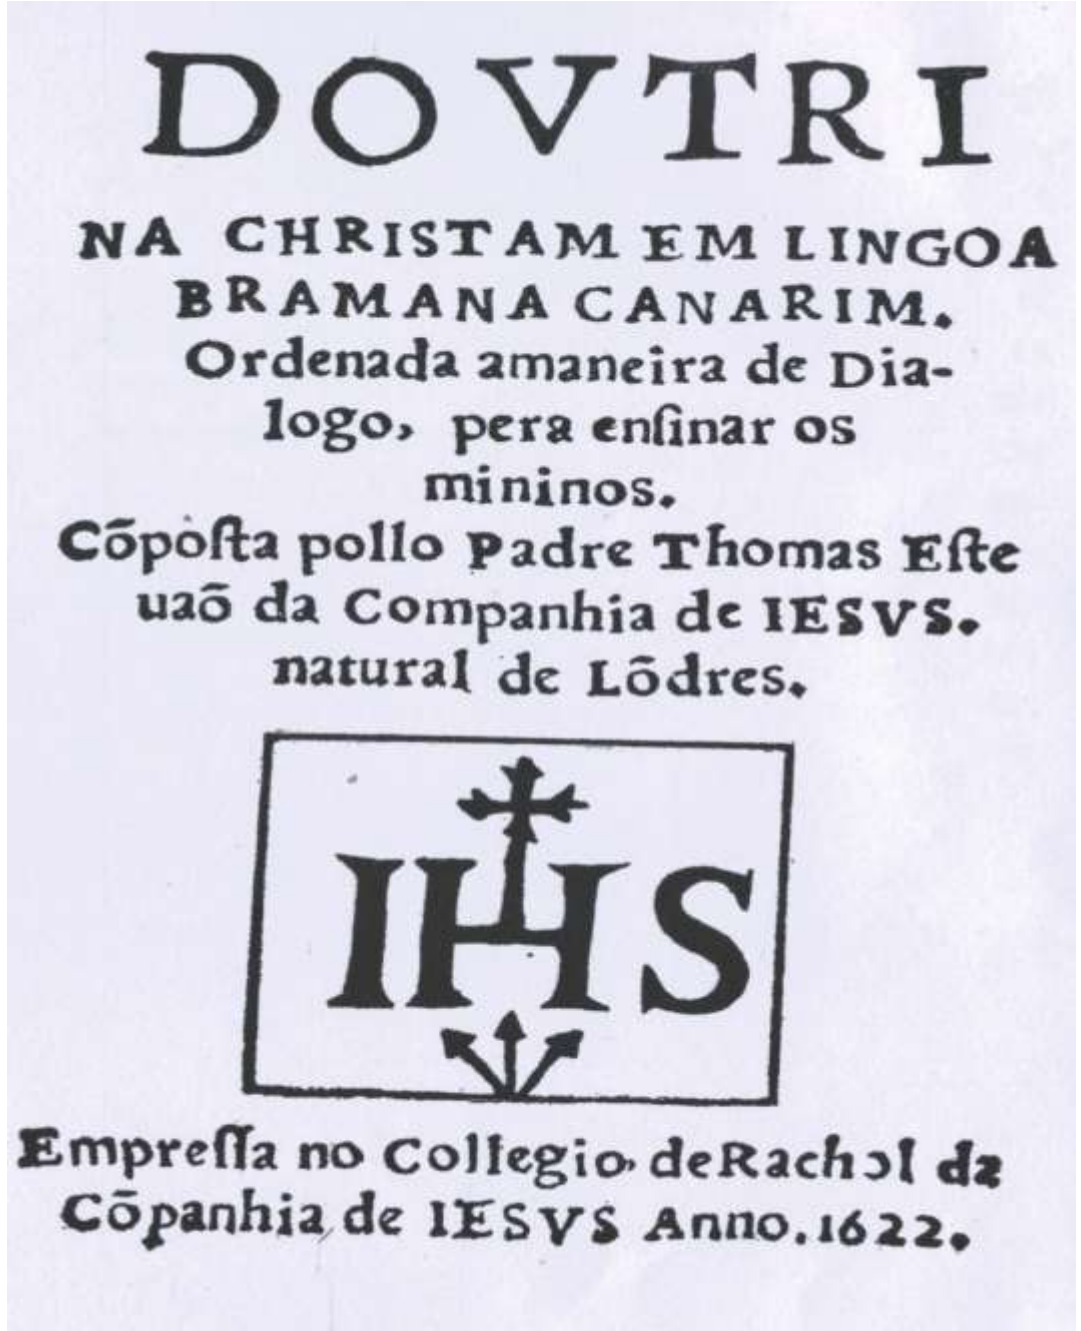 DOVTRI
NA CHRISTAM EM LINGOA
BRAMANA CANARIM.
Ordenada amaneira de Dia-
logo, pera enſinar os
mininos.
Cõpoſta pollo Padre Thomas Eſte
uaõ da Companhia de IESVS.
natural de Lõdres.
IHS
Empreſſa no Collegio de Rachol da
Cõpanhia de IESVS Anno. 1622.